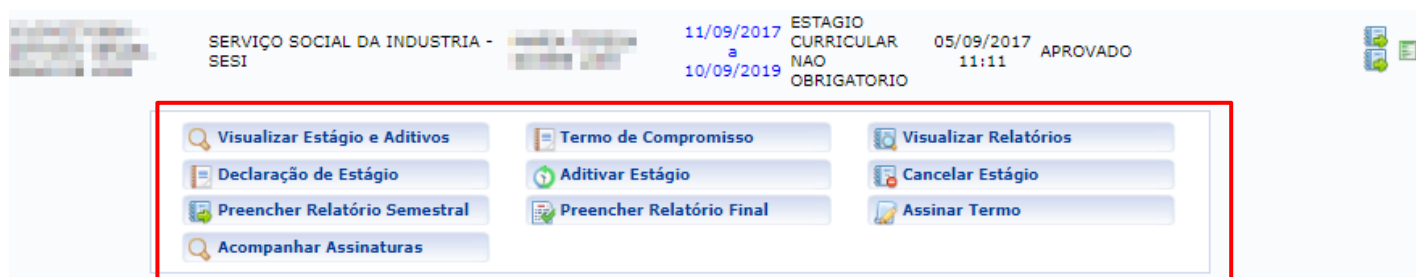 SERVIÇO SOCIAL DA INDUSTRIA -
SESI
11/09/2017
a
10/09/2019
ESTAGIO
CURRICULAR
NAO
OBRIGATORIO
05/09/2017
11:11
APROVADO
Visualizar Estágio e Aditivos
Termo de Compromisso
Visualizar Relatórios
Declaração de Estágio
Aditivar Estágio
Cancelar Estágio
Preencher Relatório Semestral
Preencher Relatório Final
Assinar Termo
Acompanhar Assinaturas